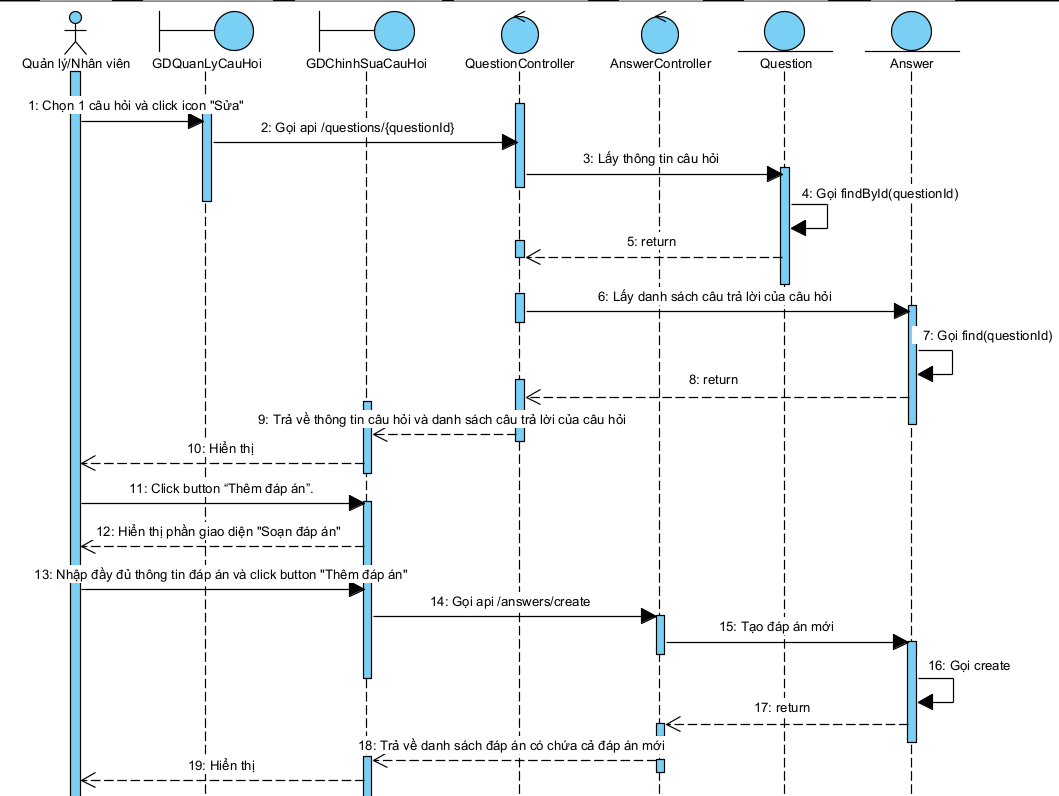 Quản lý/Nhân viên
GDQuanLyCauHoi
GDChinhSuaCauHoi
QuestionController
AnswerController
Question
Answer
1: Chọn 1 câu hỏi và click icon "Sửa"
2: Gọi api /questions/{questionId}
3: Lấy thông tin câu hỏi
4: Gọi findById(questionId)
5: return
6: Lấy danh sách câu trả lời của câu hỏi
7: Gọi find(questionId)
8: return
9: Trả về thông tin câu hỏi và danh sách câu trả lời của câu hỏi
10: Hiển thị
11: Click button “Thêm đáp án”.
12: Hiển thị phần giao diện "Soạn đáp án"
13: Nhập đầy đủ thông tin đáp án và click button "Thêm đáp án"
14: Gọi api /answers/create
15: Tạo đáp án mới
16: Gọi create
17: return
18: Trả về danh sách đáp án có chứa cả đáp án mới
19: Hiển thị